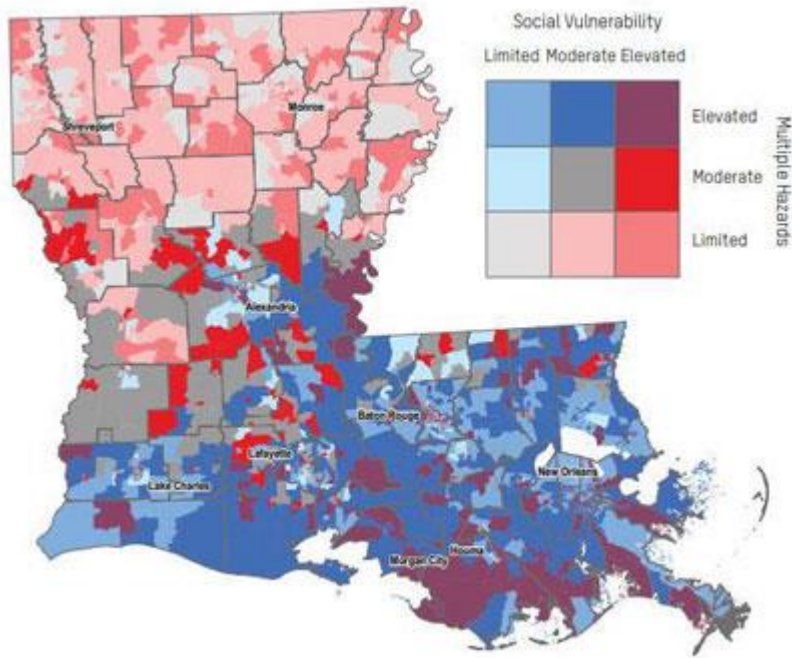 Social Vulnerability
Limited Moderate Elevated
Elevated
Moderate
Limited
Multiple Hazards
Shreveport
Monroe
Alexandria
Baton Rouge
Lafayette
Lake Charles
New Orleans
Morgan City
Houma